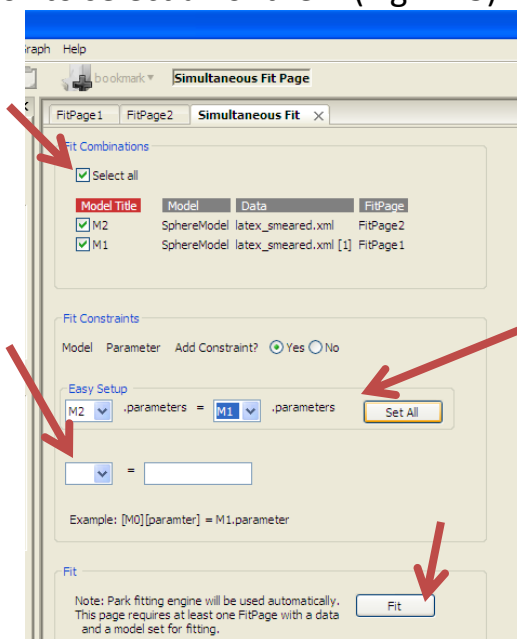 (Fig
Graph Help
bookmark Simultaneous Fit Page
FitPage1 FitPage2 Simultaneous Fit
Fit Combinations
Select all
Model Title Model Data FitPage
M2 SphereModel latex_smeared.xml FitPage2
M1 SphereModel latex_smeared.xml [1] FitPage1
Fit Constraints
Model Parameter Add Constraint? Yes No
Easy Setup
M2 .parameters = M1 .parameters Set All
=
Example: [M0][paramter] = M1.parameter
Fit
Note: Park fitting engine will be used automatically.
This page requires at least one FitPage with a data
and a model set for fitting.
Fit